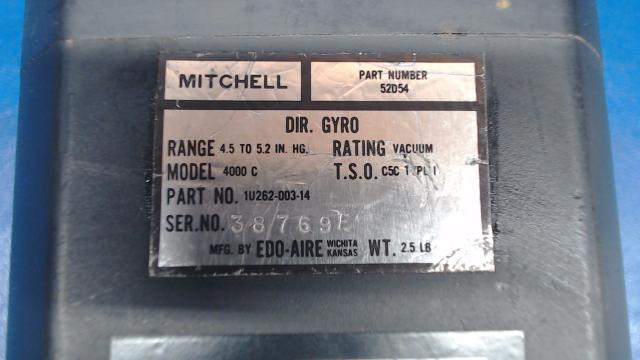 MITCHELL
PART NUMBER
52D54
DIR. GYRO
RANGE 4.5 TO 5.2 IN. HG. RATING VACUUM
MODEL 4000 C T.S.O. C5C
PART NO. 1U262-003-14
SER.NO. 38769E
MFG. BY EDO-AIRE WICHITA KANSAS WT. 2.5 LB